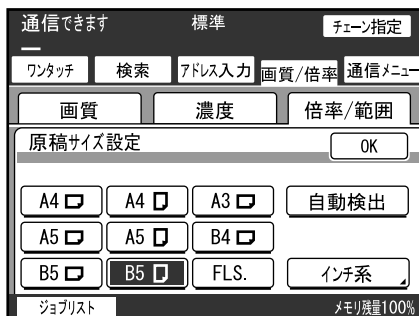 通信できます 標準 チェーン指定
ワンタッチ 検索 アドレス入力 画質/倍率 通信メニュー
画質 濃度 倍率/範囲
原稿サイズ設定 OK
A4 A4 A3 自動検出
A5 A5 B4
B5 B5 FLS. インチ系
ジョブリスト メモリ残量100%